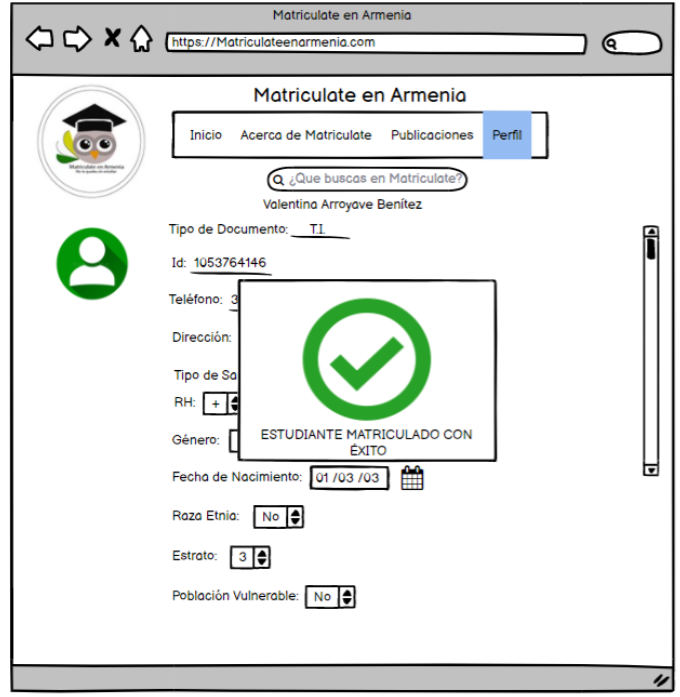 Matriculate en Armenia
https://Matriculateenarmenia.com
Matriculate en Armenia
Inicio Acerca de Matriculate Publicaciones Perfil
¿Que buscas en Matriculate?
Matriculate en Armenia
Valentina Arroyave Benítez
Tipo de Documento: T.I.
Id: 1053764146
Teléfono: 3
Dirección:
Tipo de Sa
RH: +
Género:
ESTUDIANTE MATRICULADO CON
ÉXITO
Fecha de Nacimiento: 01 /03 /03
Raza Etnia: No
Estrato: 3
Población Vulnerable: No